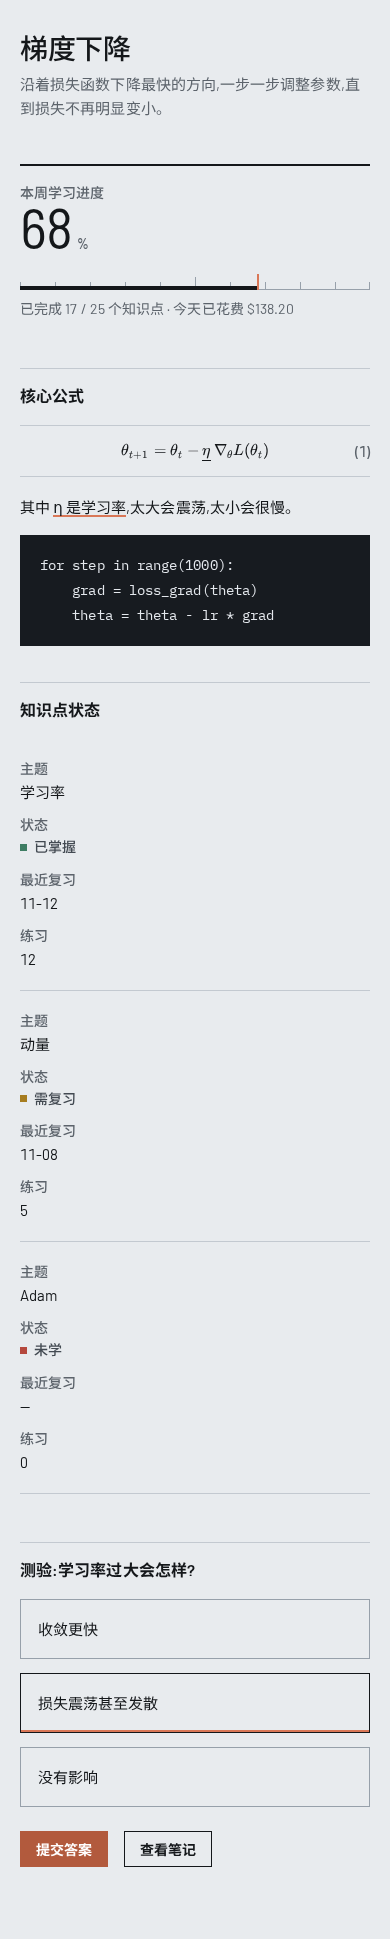 梯度下降
沿着损失函数下降最快的方向,一步一步调整参数,直
到损失不再明显变小。
本周学习进度
68 %
已完成 17 / 25 个知识点 · 今天已花费 $138.20
核心公式
θ_{t+1} = θ_t − η ∇_θ L(θ_t) (1)
其中 η 是学习率,太大会震荡,太小会很慢。
for step in range(1000):
    grad = loss_grad(theta)
    theta = theta - lr * grad
知识点状态
主题
学习率
状态
已掌握
最近复习
11-12
练习
12
主题
动量
状态
需复习
最近复习
11-08
练习
5
主题
Adam
状态
未学
最近复习
—
练习
0
测验:学习率过大会怎样?
收敛更快
损失震荡甚至发散
没有影响
提交答案 查看笔记